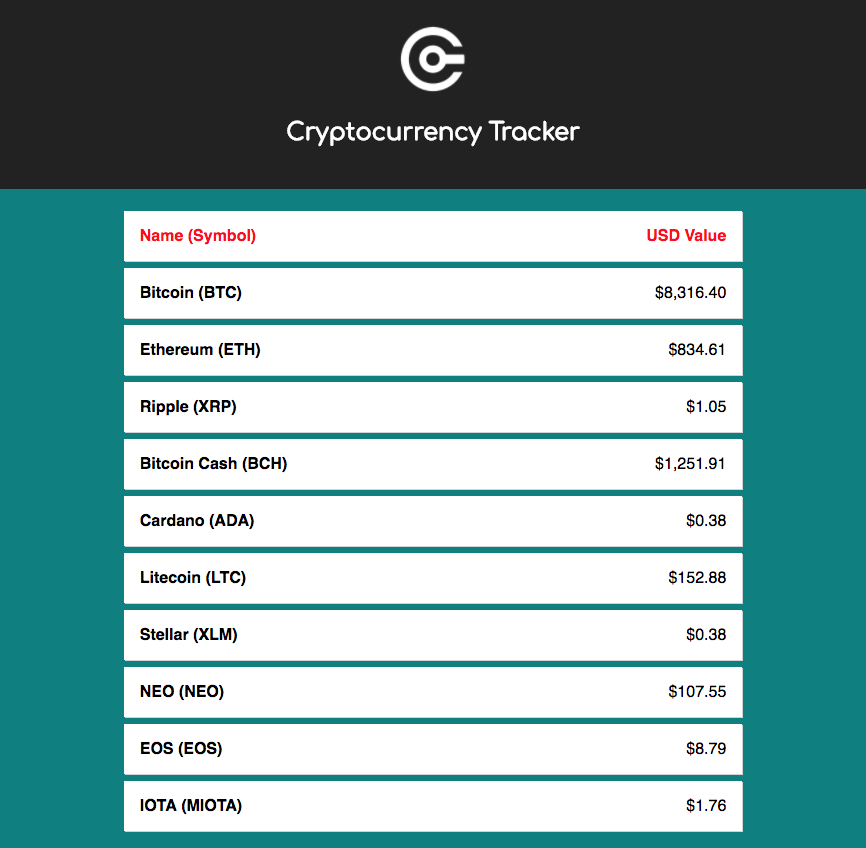 Cryptocurrency Tracker
Name (Symbol) USD Value
Bitcoin (BTC) $8,316.40
Ethereum (ETH) $834.61
Ripple (XRP) $1.05
Bitcoin Cash (BCH) $1,251.91
Cardano (ADA) $0.38
Litecoin (LTC) $152.88
Stellar (XLM) $0.38
NEO (NEO) $107.55
EOS (EOS) $8.79
IOTA (MIOTA) $1.76